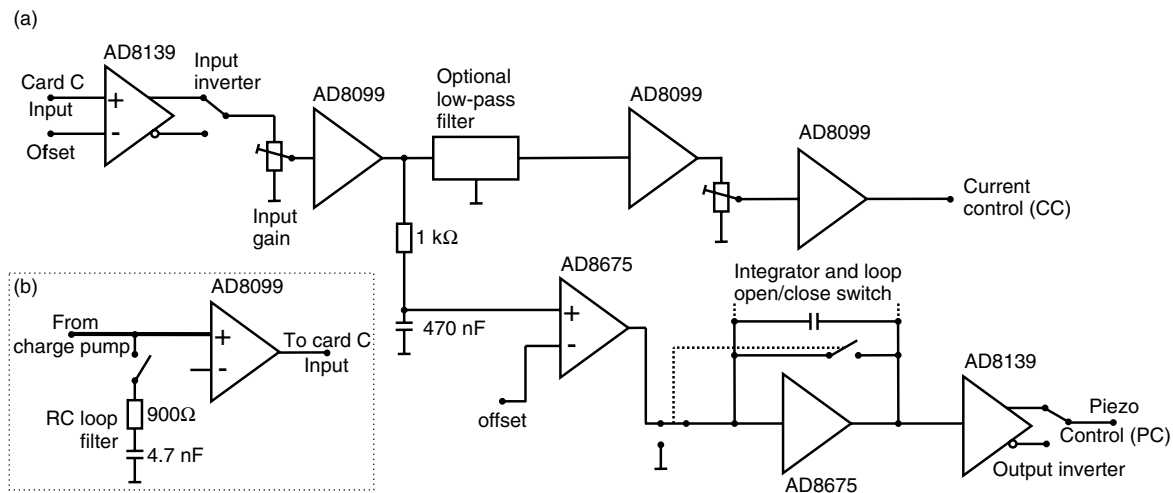 (a)
AD8139
Card C
Input
Ofset
Input
inverter
Input
gain
AD8099
Optional
low-pass
filter
AD8099
AD8099
Current
control (CC)
1 kΩ
470 nF
AD8675
+
-
offset
Integrator and loop
open/close switch
AD8675
AD8139
Piezo
Control (PC)
Output inverter
+
-
(b)
AD8099
From
charge pump
+
-
To card C
Input
RC loop
filter
900Ω
4.7 nF